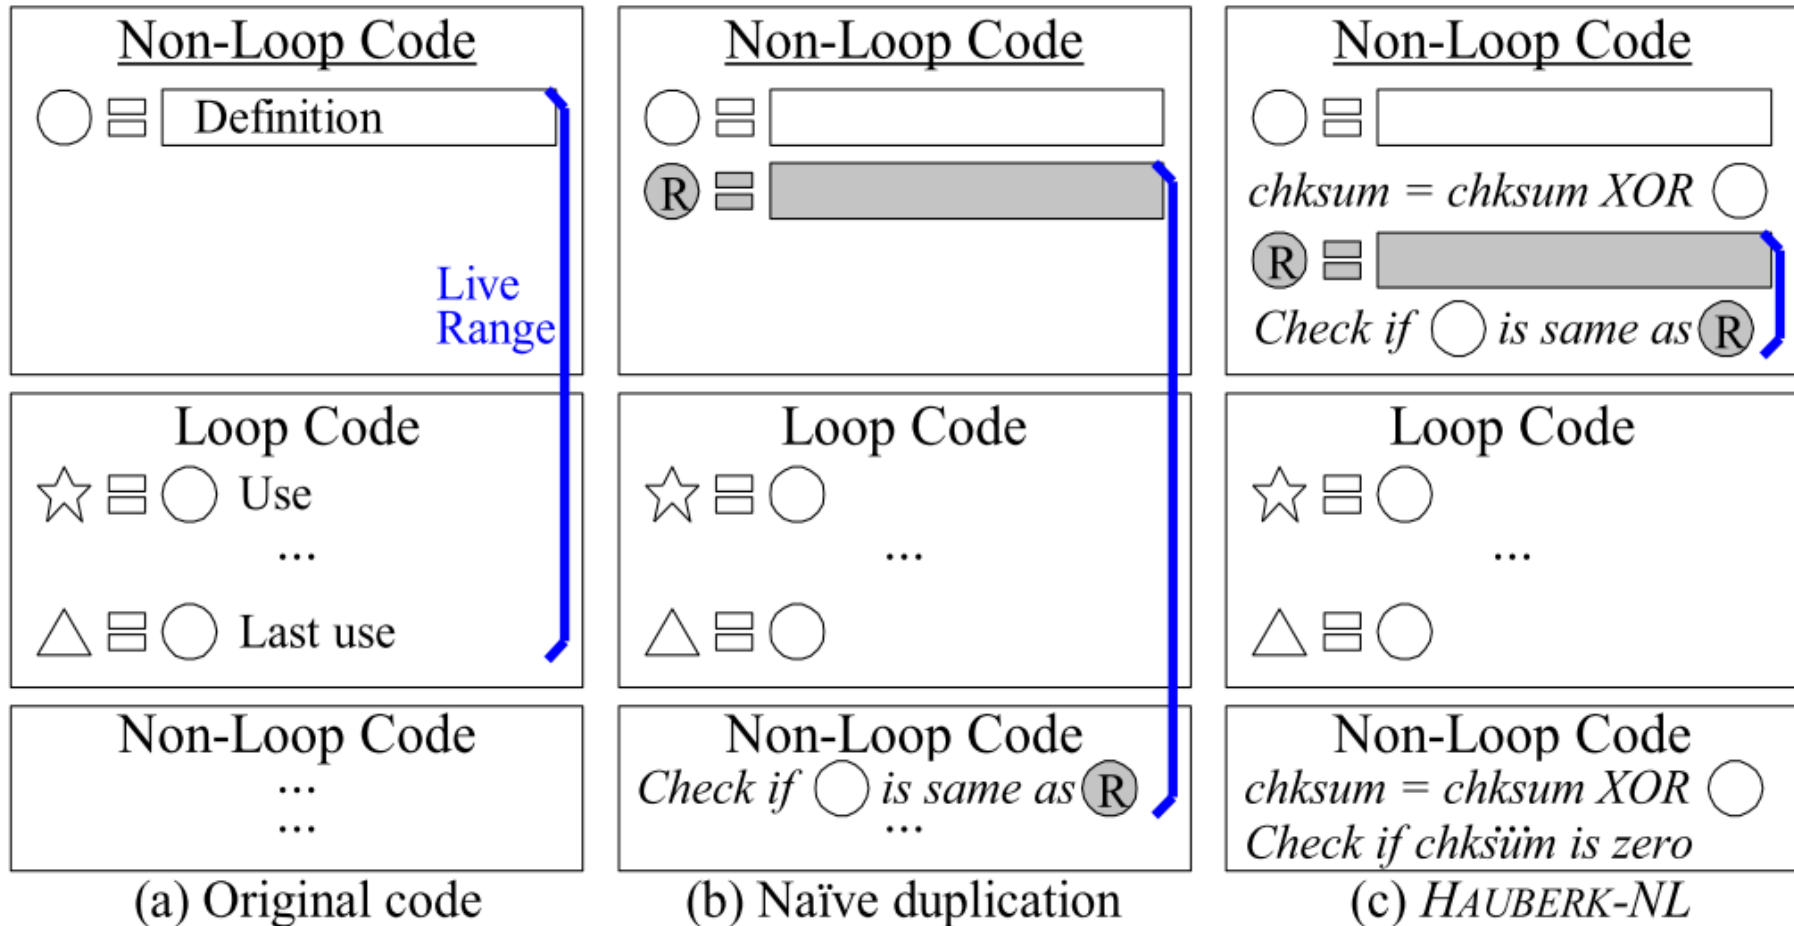 Non-Loop Code
Definition
Live
Range
Loop Code
Use
...
Last use
Non-Loop Code
...
...
(a) Original code
Non-Loop Code
R
Loop Code
...
Non-Loop Code
Check if is same as R
...
(b) Naïve duplication
Non-Loop Code
chksum = chksum XOR
R
Check if is same as R
Loop Code
...
Non-Loop Code
chksum = chksum XOR
...
Check if chksum is zero
(c) HAUBERK-NL